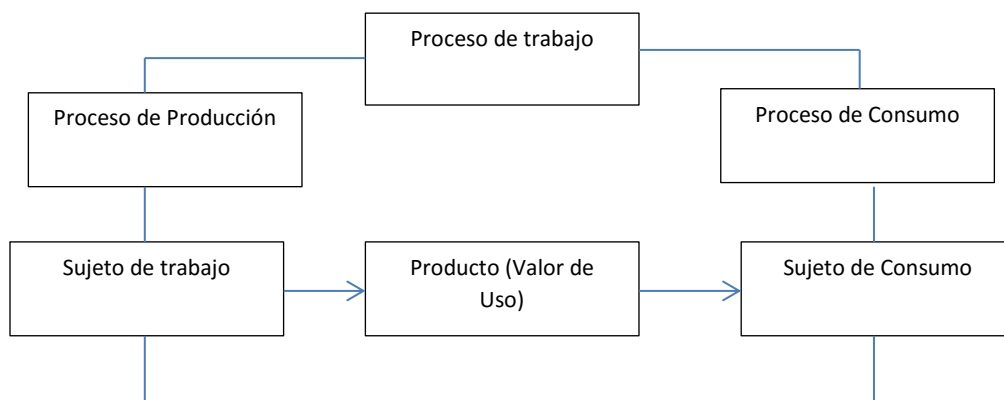 Proceso de trabajo
Proceso de Producción
Proceso de Consumo
Sujeto de trabajo
Producto (Valor de
Uso)
Sujeto de Consumo